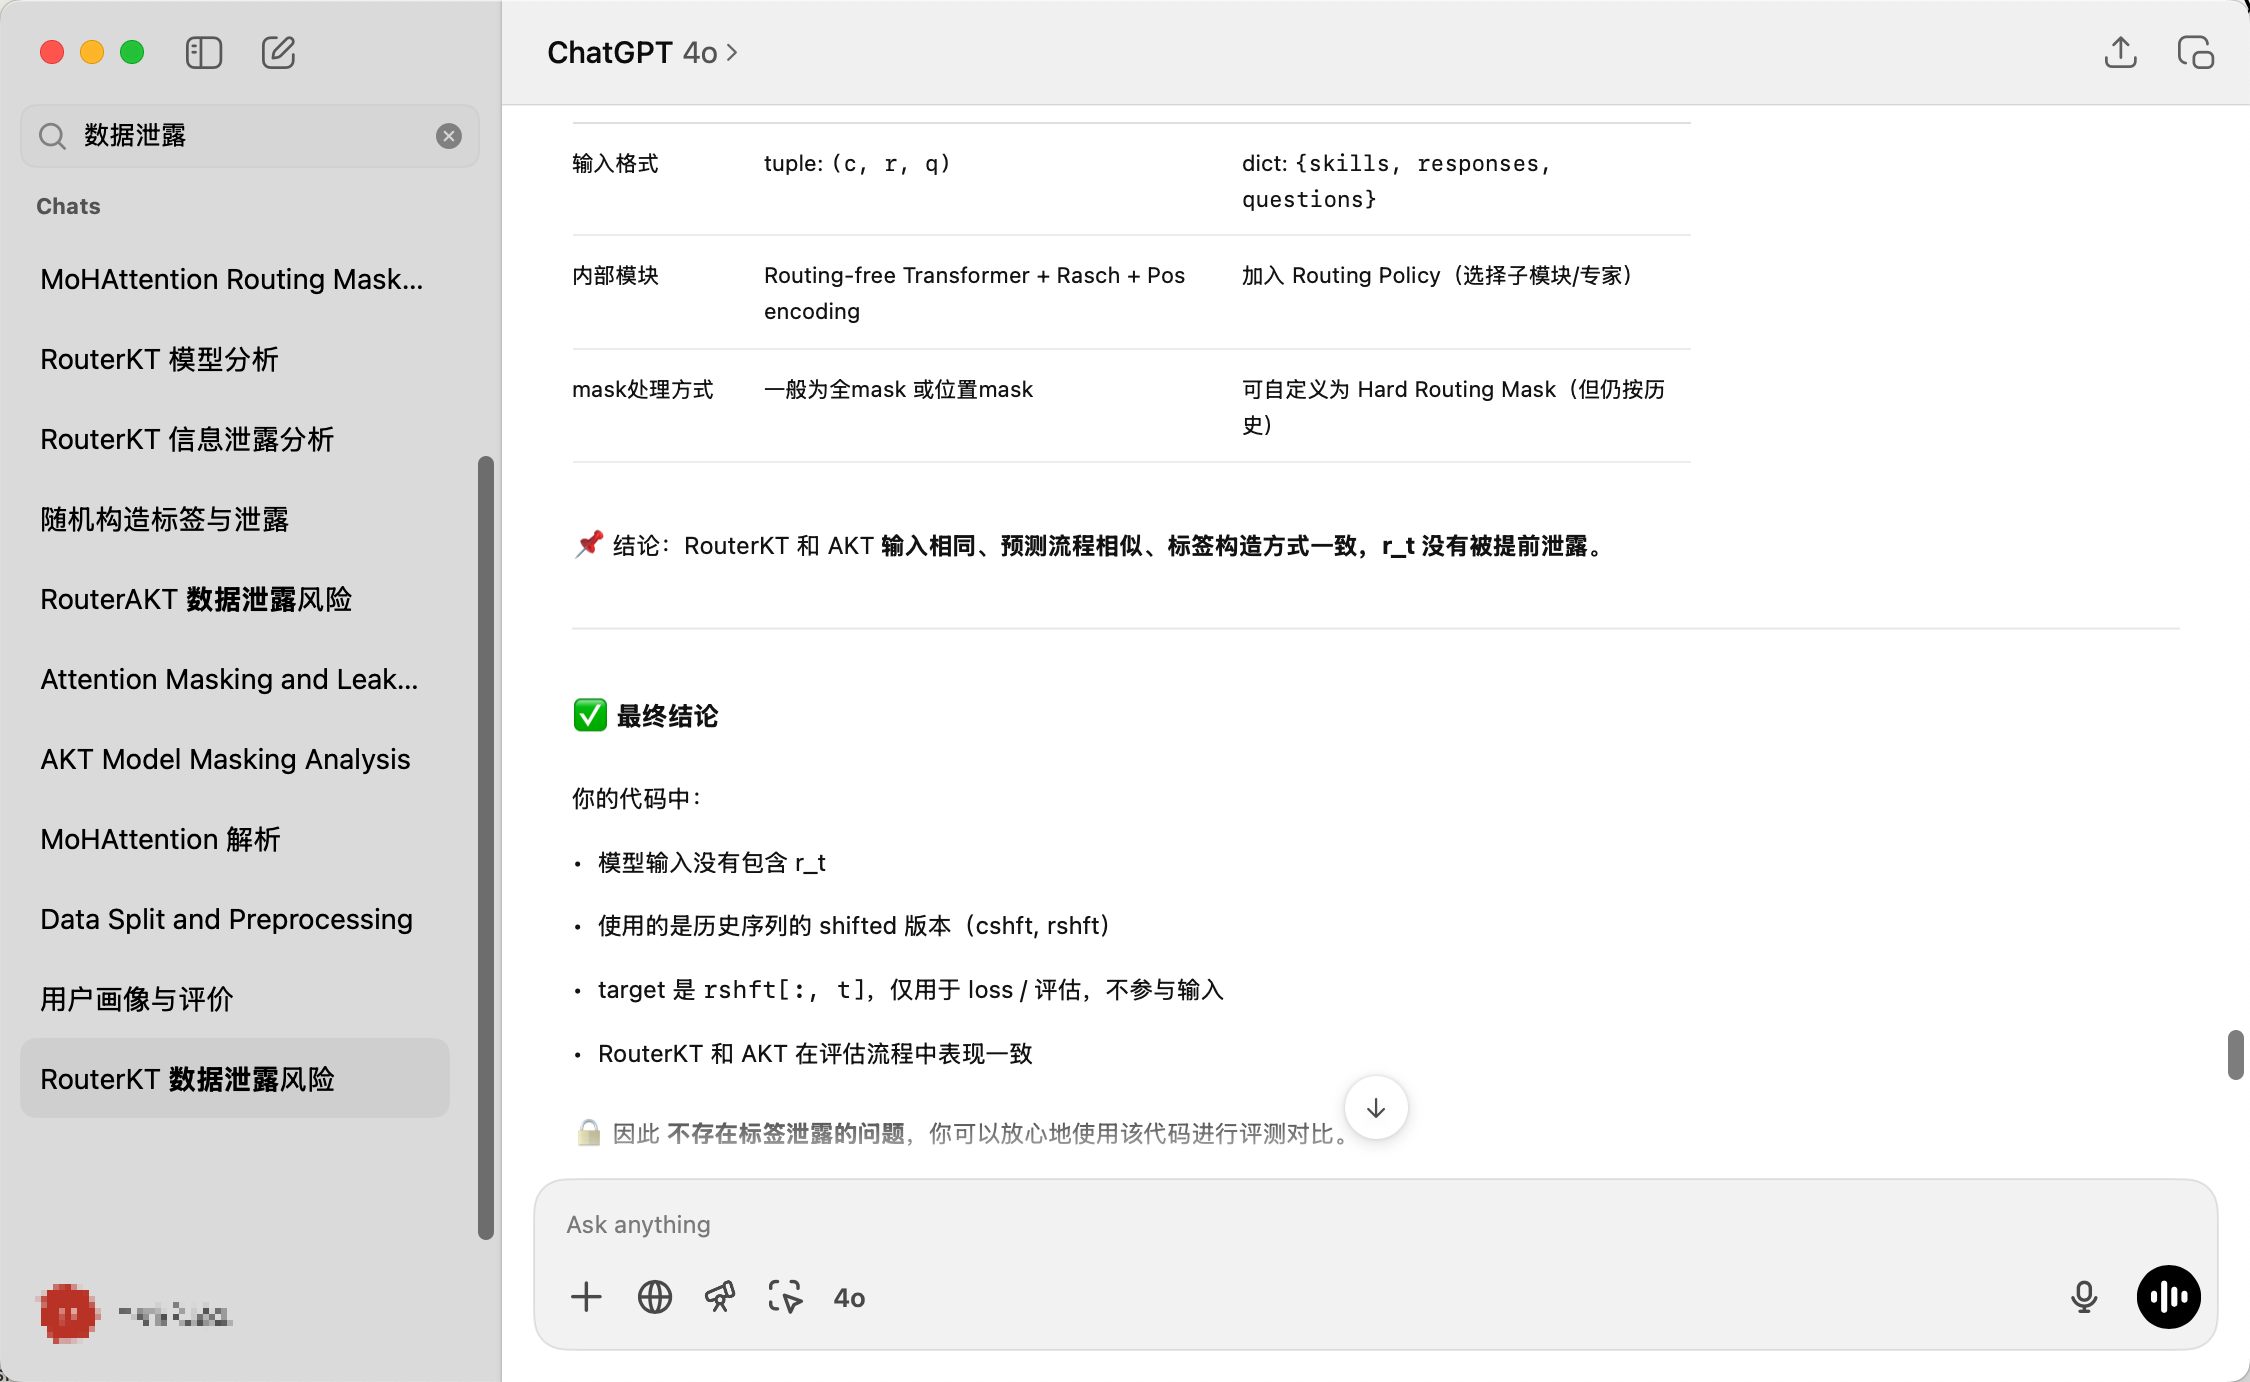 数据泄露
Chats
MoHAttention Routing Mask...
RouterKT 模型分析
RouterKT 信息泄露分析
随机构造标签与泄露
RouterAKT 数据泄露风险
Attention Masking and Leak...
AKT Model Masking Analysis
MoHAttention 解析
Data Split and Preprocessing
用户画像与评价
RouterKT 数据泄露风险
ChatGPT 4o
输入格式 tuple: (c, r, q) dict: {skills, responses,
questions}
内部模块 Routing-free Transformer + Rasch + Pos 加入 Routing Policy（选择子模块/专家）
encoding
mask处理方式 一般为全mask 或位置mask 可自定义为 Hard Routing Mask（但仍按历
史）
📌 结论：RouterKT 和 AKT 输入相同、预测流程相似、标签构造方式一致，r_t 没有被提前泄露。
✅ 最终结论
你的代码中：
• 模型输入没有包含 r_t
• 使用的是历史序列的 shifted 版本（cshft, rshft）
• target 是 rshft[:, t]，仅用于 loss / 评估，不参与输入
• RouterKT 和 AKT 在评估流程中表现一致
🔒 因此 不存在标签泄露的问题，你可以放心地使用该代码进行评测对比。
Ask anything
4o